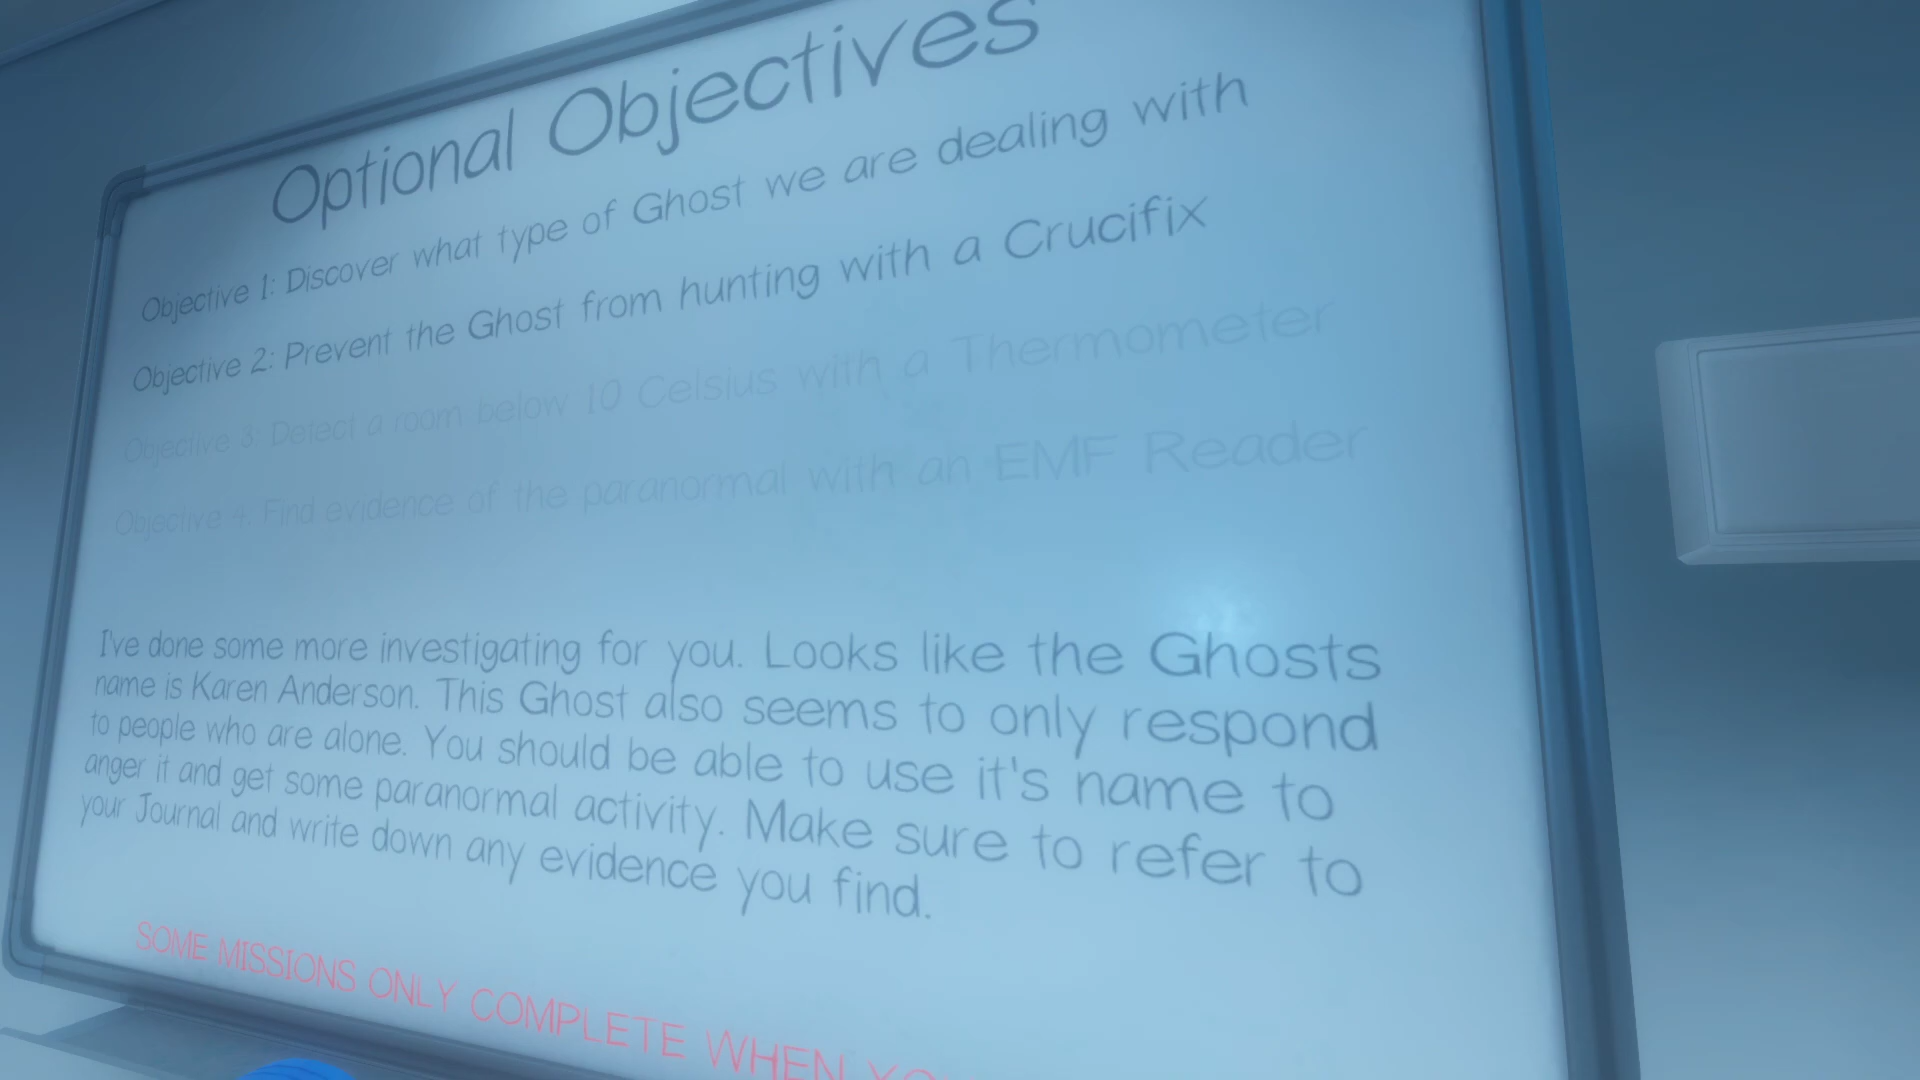 Optional Objectives
Objective 1: Discover what type of Ghost we are dealing with
Objective 2: Prevent the Ghost from hunting with a Crucifix
Objective 3: Detect a room below 10 Celsius with a Thermometer
Objective 4: Find evidence of the paranormal with an EMF Reader
I've done some more investigating for you. Looks like the Ghosts
name is Karen Anderson. This Ghost also seems to only respond
to people who are alone. You should be able to use it's name to
anger it and get some paranormal activity. Make sure to refer to
your Journal and write down any evidence you find.
SOME MISSIONS ONLY COMPLETE WHEN